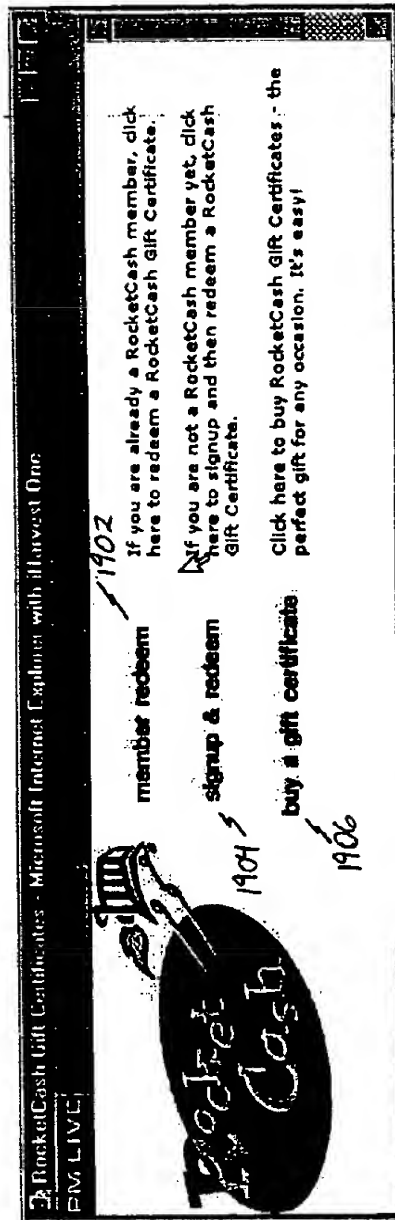 RocketCash Gift Certificates - Microsoft Internet Explorer with iHarvest One
PM LIVE!
Rocket
Cash
member redeem
1902
If you are already a RocketCash member, click
here to redeem a RocketCash Gift Certificate.
signup & redeem
1904
If you are not a RocketCash member yet, click
here to signup and then redeem a RocketCash
Gift Certificate.
buy a gift certificate
1906
Click here to buy RocketCash Gift Certificates - the
perfect gift for any occasion. It's easy!